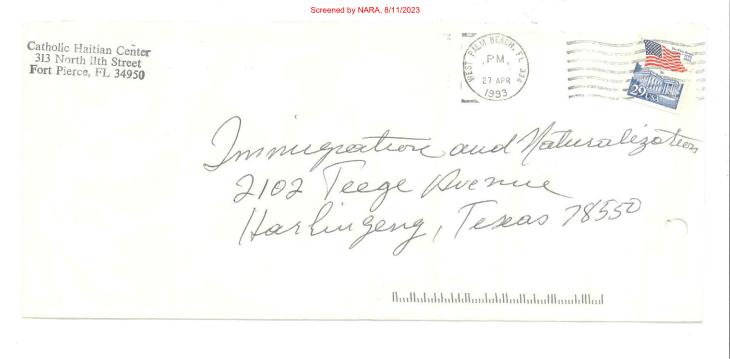 Screened by NARA, 8/11/2023
Catholic Haitian Center
313 North 11th Street
Fort Pierce, FL 34950
WEST PALM BEACH, FL 334
PM
27 APR
1993
29 USA
Immigration and Naturalization
2102 Teege Avenue
Harlingeng, Texas 78550